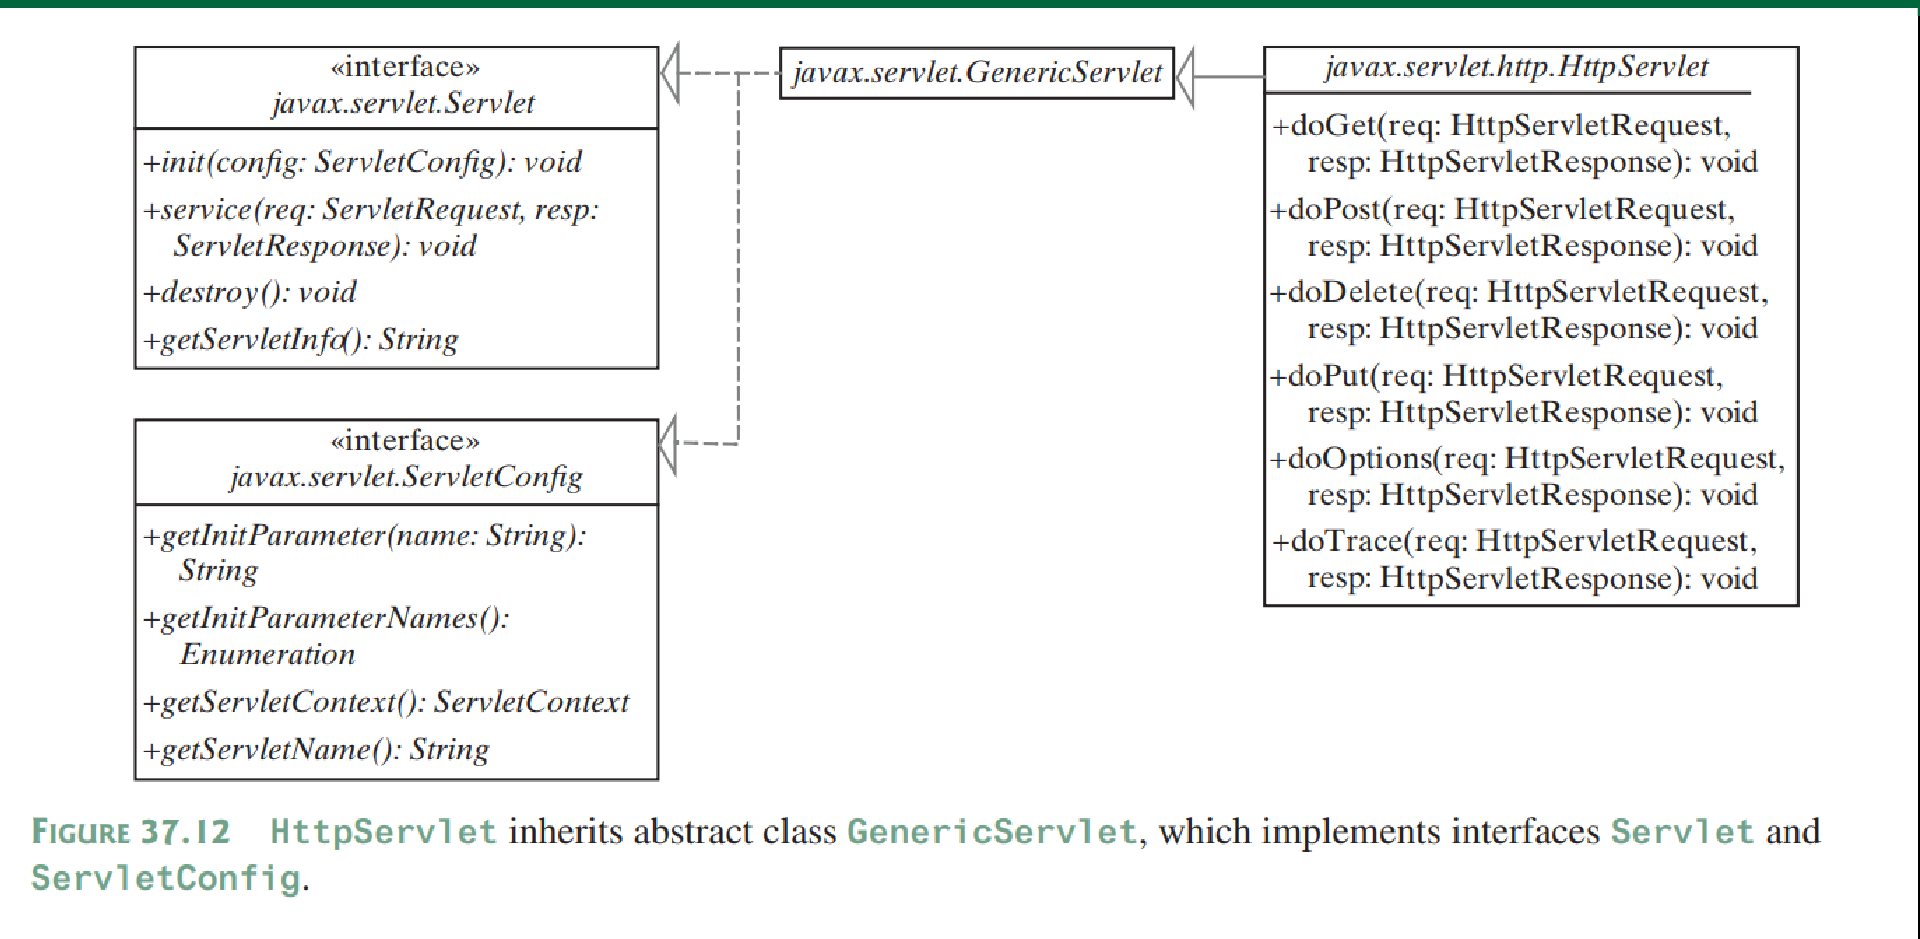 «interface»
javax.servlet.Servlet
+init(config: ServletConfig): void
+service(req: ServletRequest, resp:
ServletResponse): void
+destroy(): void
+getServletInfo(): String
«interface»
javax.servlet.ServletConfig
+getInitParameter(name: String):
String
+getInitParameterNames():
Enumeration
+getServletContext(): ServletContext
+getServletName(): String
javax.servlet.GenericServlet
javax.servlet.http.HttpServlet
+doGet(req: HttpServletRequest,
resp: HttpServletResponse): void
+doPost(req: HttpServletRequest,
resp: HttpServletResponse): void
+doDelete(req: HttpServletRequest,
resp: HttpServletResponse): void
+doPut(req: HttpServletRequest,
resp: HttpServletResponse): void
+doOptions(req: HttpServletRequest,
resp: HttpServletResponse): void
+doTrace(req: HttpServletRequest,
resp: HttpServletResponse): void
FIGURE 37.12 HttpServlet inherits abstract class GenericServlet, which implements interfaces Servlet and
ServletConfig.